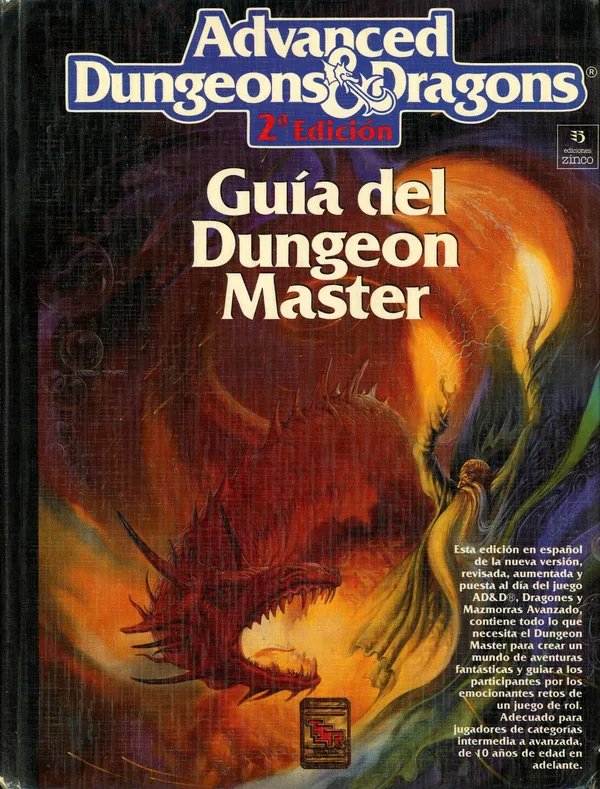 Advanced
Dungeons & Dragons®
2ª Edición
3
ediciones
zinco
Guía del
Dungeon
Master
Esta edición en español
de la nueva versión,
revisada, aumentada y
puesta al día del juego
AD&D®, Dragones y
Mazmorras Avanzado,
contiene todo lo que
necesita el Dungeon
Master para crear un
mundo de aventuras
fantásticas y guiar a los
participantes por los
emocionantes retos de
un juego de rol.
Adecuado para
jugadores de categorías
intermedia a avanzada,
de 10 años de edad en
adelante.
TSR